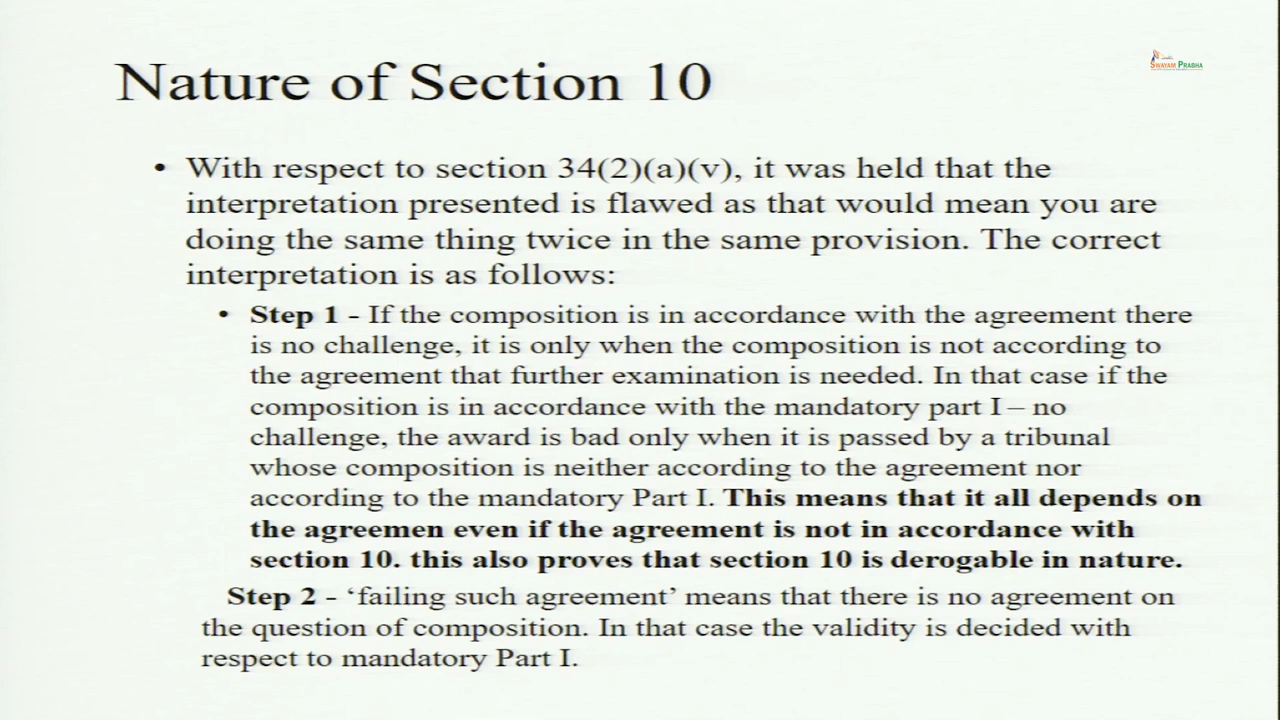 Nature of Section 10
SWAYAM PRABHA
• With respect to section 34(2)(a)(v), it was held that the
interpretation presented is flawed as that would mean you are
doing the same thing twice in the same provision. The correct
interpretation is as follows:
• Step 1 - If the composition is in accordance with the agreement there
is no challenge, it is only when the composition is not according to
the agreement that further examination is needed. In that case if the
composition is in accordance with the mandatory part I – no
challenge, the award is bad only when it is passed by a tribunal
whose composition is neither according to the agreement nor
according to the mandatory Part I. This means that it all depends on
the agreemen even if the agreement is not in accordance with
section 10. this also proves that section 10 is derogable in nature.
Step 2 - ‘failing such agreement’ means that there is no agreement on
the question of composition. In that case the validity is decided with
respect to mandatory Part I.